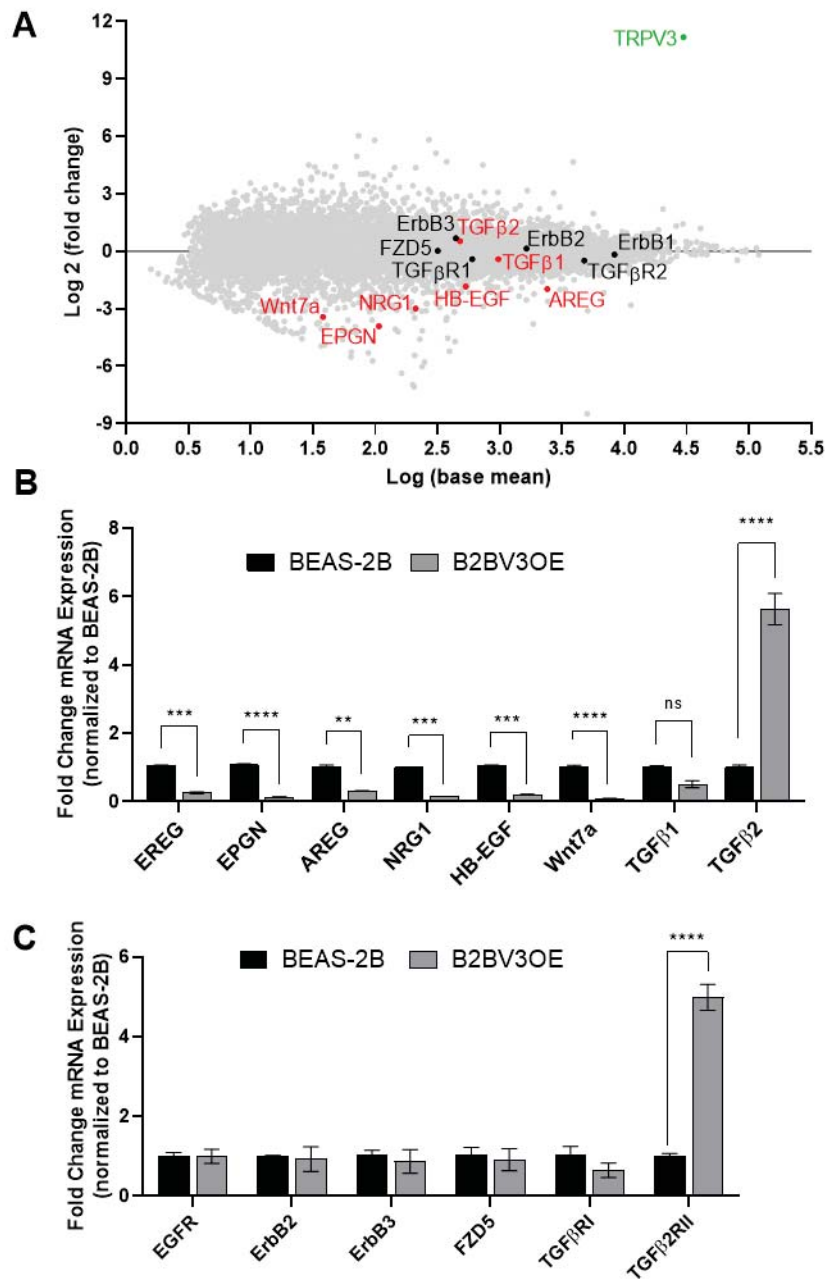 A
12
9
6
3
0
-3
-6
-9
Log 2 (fold change)
TRPV3
ErbB3
TGFβ2
FZD5
ErbB2
ErbB1
TGFβR1
TGFβ1
TGFβR2
HB-EGF
AREG
Wnt7a
NRG1
EPGN
0.0 0.5 1.0 1.5 2.0 2.5 3.0 3.5 4.0 4.5 5.0 5.5
Log (base mean)
B
Fold Change mRNA Expression
(normalized to BEAS-2B)
8
6
4
2
0
BEAS-2B B2BV3OE
*** **** ** *** *** **** ns ****
EREG EPGN AREG NRG1 HB-EGF Wnt7a TGFβ1 TGFβ2
C
Fold Change mRNA Expression
(normalized to BEAS-2B)
6
4
2
0
BEAS-2B B2BV3OE
****
EGFR ErbB2 ErbB3 FZD5 TGFβRI TGFβ2RII